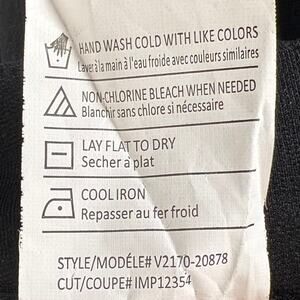 HAND WASH COLD WITH LIKE COLORS
Laver à la main à l'eau froide avec couleurs similaires
NON-CHLORINE BLEACH WHEN NEEDED
Blanchir sans chlore si nécessaire
LAY FLAT TO DRY
Secher à plat
COOL IRON
Repasser au fer froid
STYLE/MODÉLE# V2170-20878
CUT/COUPE# IMP12354